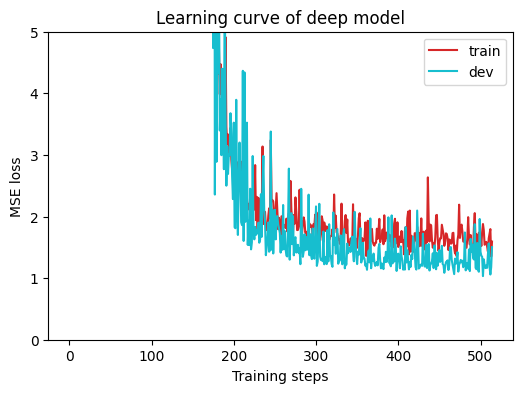 Learning curve of deep model
train
dev
MSE loss
5
4
3
2
1
0
0 100 200 300 400 500
Training steps